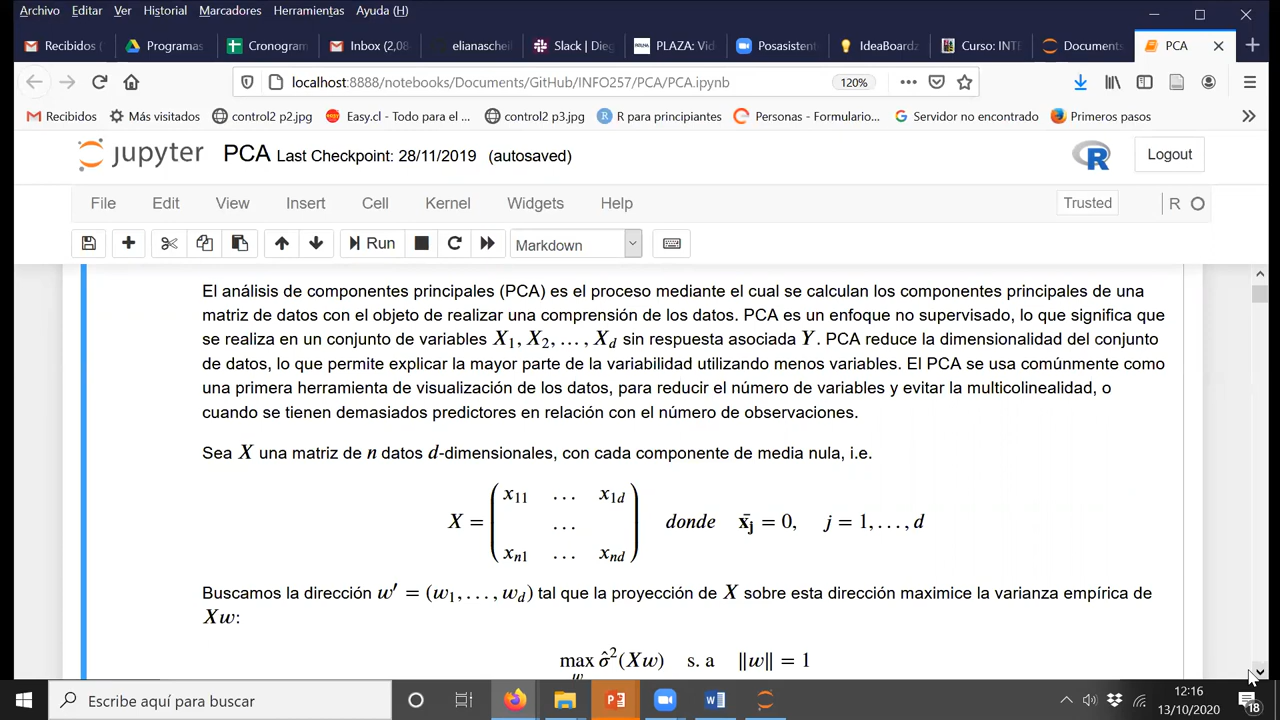 Archivo Editar Ver Historial Marcadores Herramientas Ayuda (H)
Recibidos ( Programas Cronogram Inbox (2,08 elianaschei Slack | Dieg PLAZA: Vid Posasistent IdeaBoardz Curso: INTE Documents PCA
localhost:8888/notebooks/Documents/GitHub/INFO257/PCA/PCA.ipynb 120%
Recibidos Más visitados control2 p2.jpg Easy.cl - Todo para el ... control2 p3.jpg R para principiantes Personas - Formulario... Servidor no encontrado Primeros pasos
jupyter PCA Last Checkpoint: 28/11/2019 (autosaved) R Logout
File Edit View Insert Cell Kernel Widgets Help Trusted R
Run Markdown
El análisis de componentes principales (PCA) es el proceso mediante el cual se calculan los componentes principales de una
matriz de datos con el objeto de realizar una comprensión de los datos. PCA es un enfoque no supervisado, lo que significa que
se realiza en un conjunto de variables X₁, X₂, ..., X_d sin respuesta asociada Y. PCA reduce la dimensionalidad del conjunto
de datos, lo que permite explicar la mayor parte de la variabilidad utilizando menos variables. El PCA se usa comúnmente como
una primera herramienta de visualización de los datos, para reducir el número de variables y evitar la multicolinealidad, o
cuando se tienen demasiados predictores en relación con el número de observaciones.
Sea X una matriz de n datos d-dimensionales, con cada componente de media nula, i.e.
x₁₁ ... x₁d
X = ... donde x̄_j = 0, j = 1, ..., d
xₙ₁ ... xₙd
Buscamos la dirección w′ = (w₁, ..., w_d) tal que la proyección de X sobre esta dirección maximice la varianza empírica de
Xw:
max σ̂²(Xw) s. a ‖w‖ = 1
w
Escribe aquí para buscar
12:16
13/10/2020
18